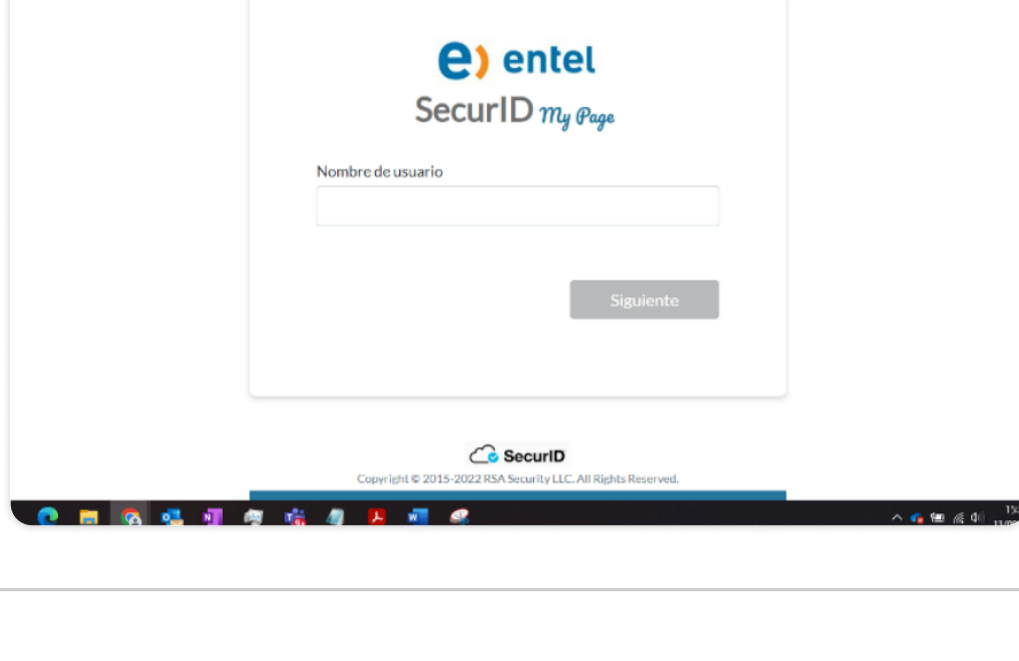 e) entel
SecurID My Page
Nombre de usuario
Siguiente
SecurID
Copyright © 2015-2022 RSA Security LLC. All Rights Reserved.